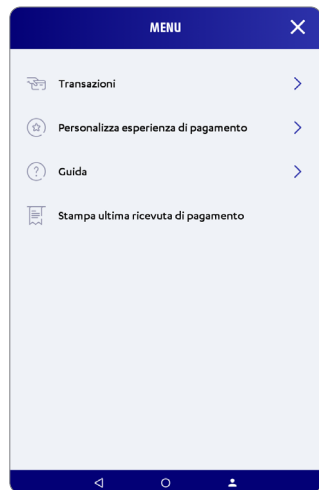 MENU
Transazioni
Personalizza esperienza di pagamento
Guida
Stampa ultima ricevuta di pagamento